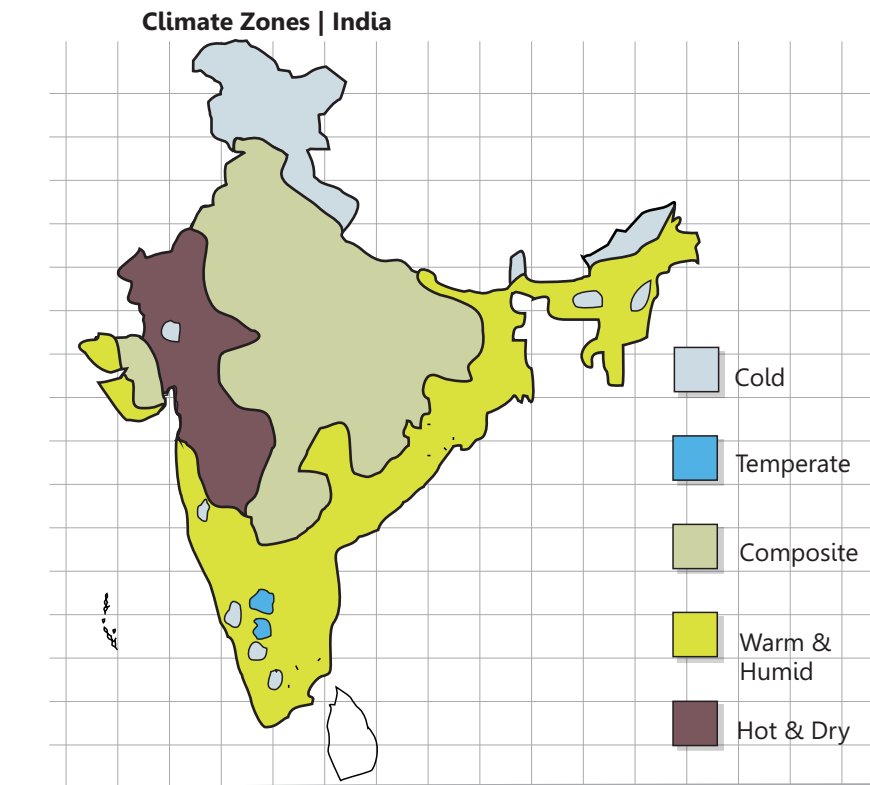 Climate Zones | India
Cold
Temperate
Composite
Warm &
Humid
Hot & Dry